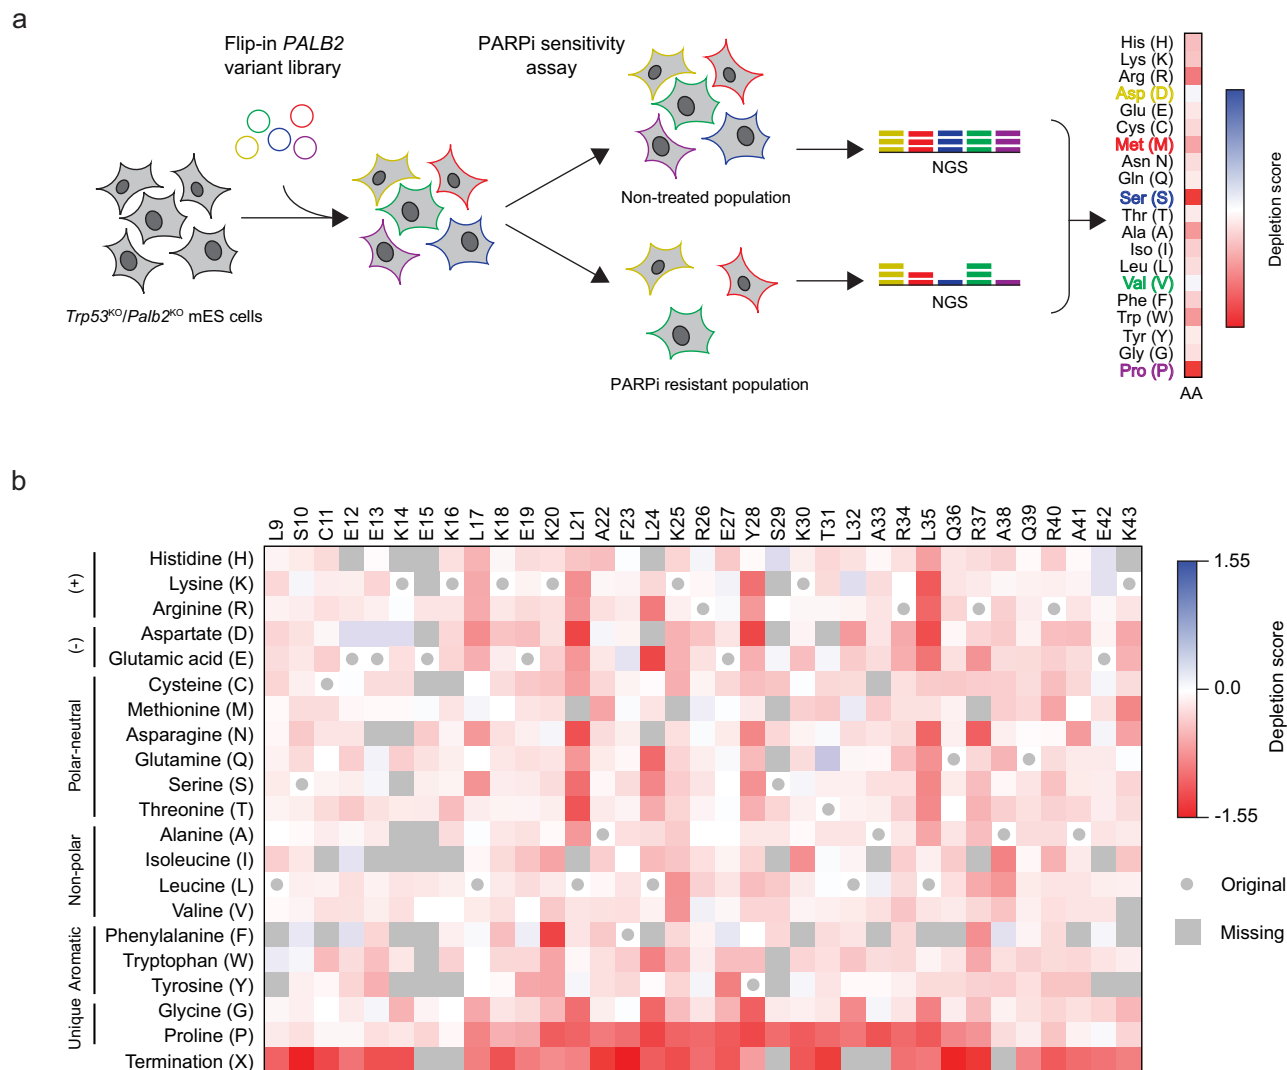 a
Flip-in PALB2
variant library
PARPi sensitivity
assay
Trp53KO/Palb2KO mES cells
Non-treated population
PARPi resistant population
NGS
NGS
His (H)
Lys (K)
Arg (R)
Asp (D)
Glu (E)
Cys (C)
Met (M)
Asn N)
Gln (Q)
Ser (S)
Thr (T)
Ala (A)
Iso (I)
Leu (L)
Val (V)
Phe (F)
Trp (W)
Tyr (Y)
Gly (G)
Pro (P)
AA
Depletion score
b
L9 S10 C11 E12 E13 K14 E15 K16 L17 K18 E19 K20 L21 A22 F23 L24 K25 R26 E27 Y28 S29 K30 T31 L32 A33 R34 L35 Q36 R37 A38 Q39 R40 A41 E42 K43
(+)
Histidine (H)
Lysine (K)
Arginine (R)
(-)
Aspartate (D)
Glutamic acid (E)
Polar-neutral
Cysteine (C)
Methionine (M)
Asparagine (N)
Glutamine (Q)
Serine (S)
Threonine (T)
Non-polar
Alanine (A)
Isoleucine (I)
Leucine (L)
Valine (V)
Aromatic
Phenylalanine (F)
Tryptophan (W)
Tyrosine (Y)
Unique
Glycine (G)
Proline (P)
Termination (X)
1.55
0.0
-1.55
Depletion score
Original
Missing